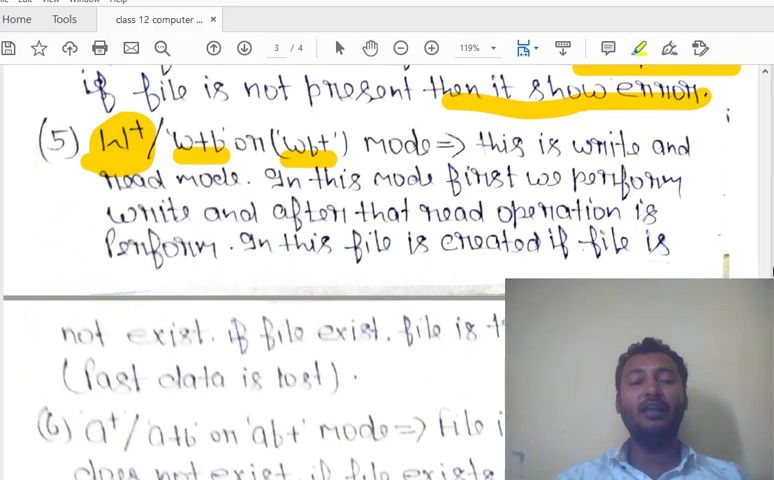 Home Tools class 12 computer ... ×
3 / 4 119%
if file is not present then it show error.
(5) w+/ w+b or ('wb+') mode => this is write and
read mode. In this mode first we perform
write and after that read operation is
Perform. In this file is created if file is
not exist. if file exist. file is
(Past data is lost).
(6) a+/ a+b or 'ab+' mode => file
does not exist. if file exists